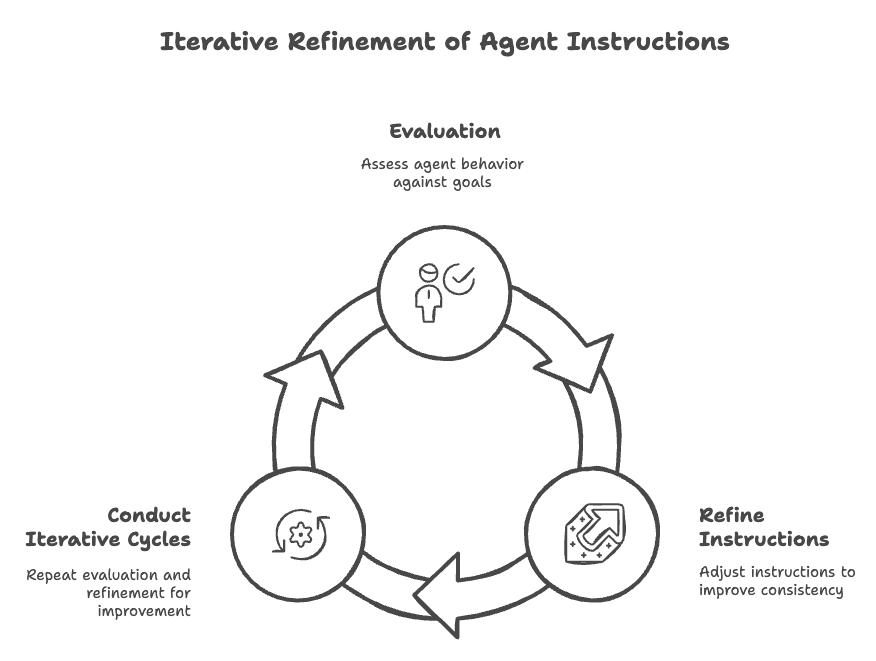 Iterative Refinement of Agent Instructions
Evaluation
Assess agent behavior
against goals
Conduct
Iterative Cycles
Repeat evaluation and
refinement for
improvement
Refine
Instructions
Adjust instructions to
improve consistency